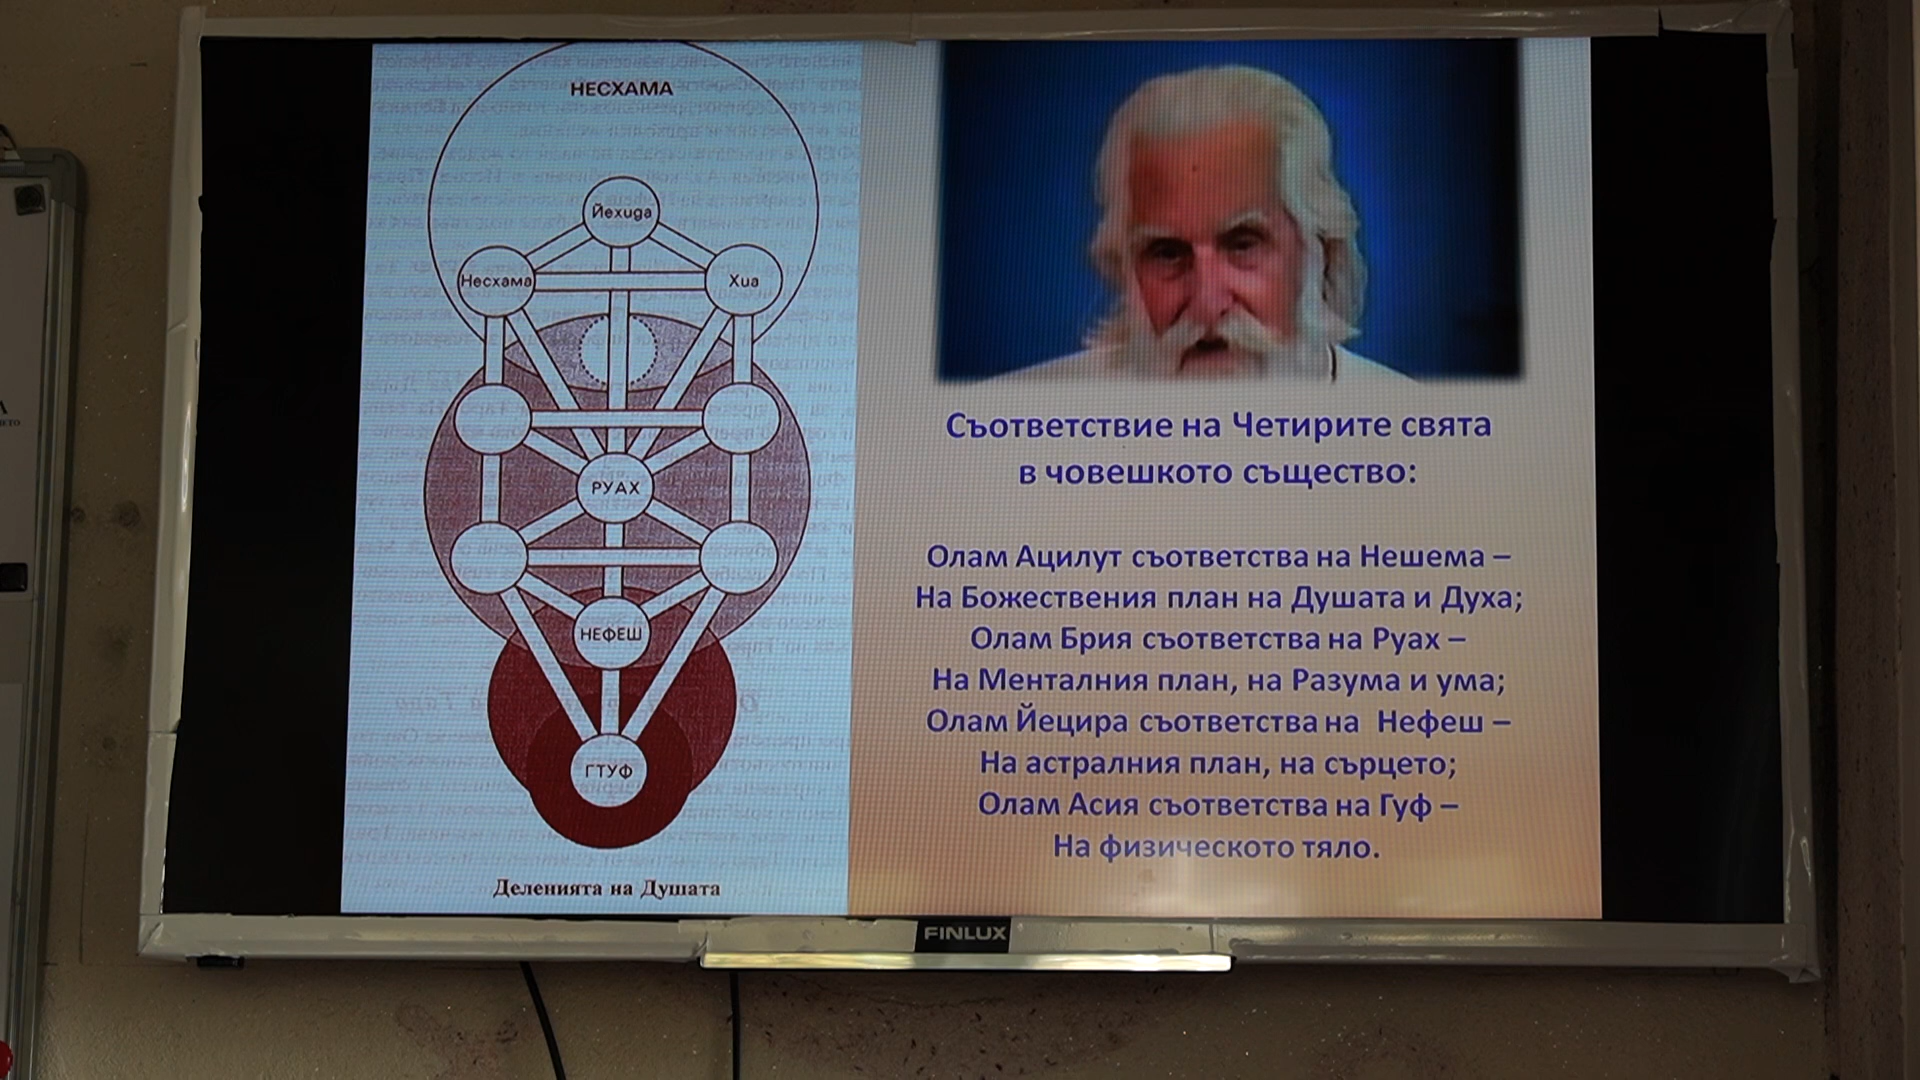 НЕСХАМА
Йехида
Несхама
Хиа
РУАХ
НЕФЕШ
ГТУФ
Деленията на Душата
Съответствие на Четирите свята
в човешкото същество:
Олам Ацилут съответства на Нешема –
На Божествения план на Душата и Духа;
Олам Брия съответства на Руах –
На Менталния план, на Разума и ума;
Олам Йецира съответства на Нефеш –
На астралния план, на сърцето;
Олам Асия съответства на Гуф –
На физическото тяло.
FINLUX